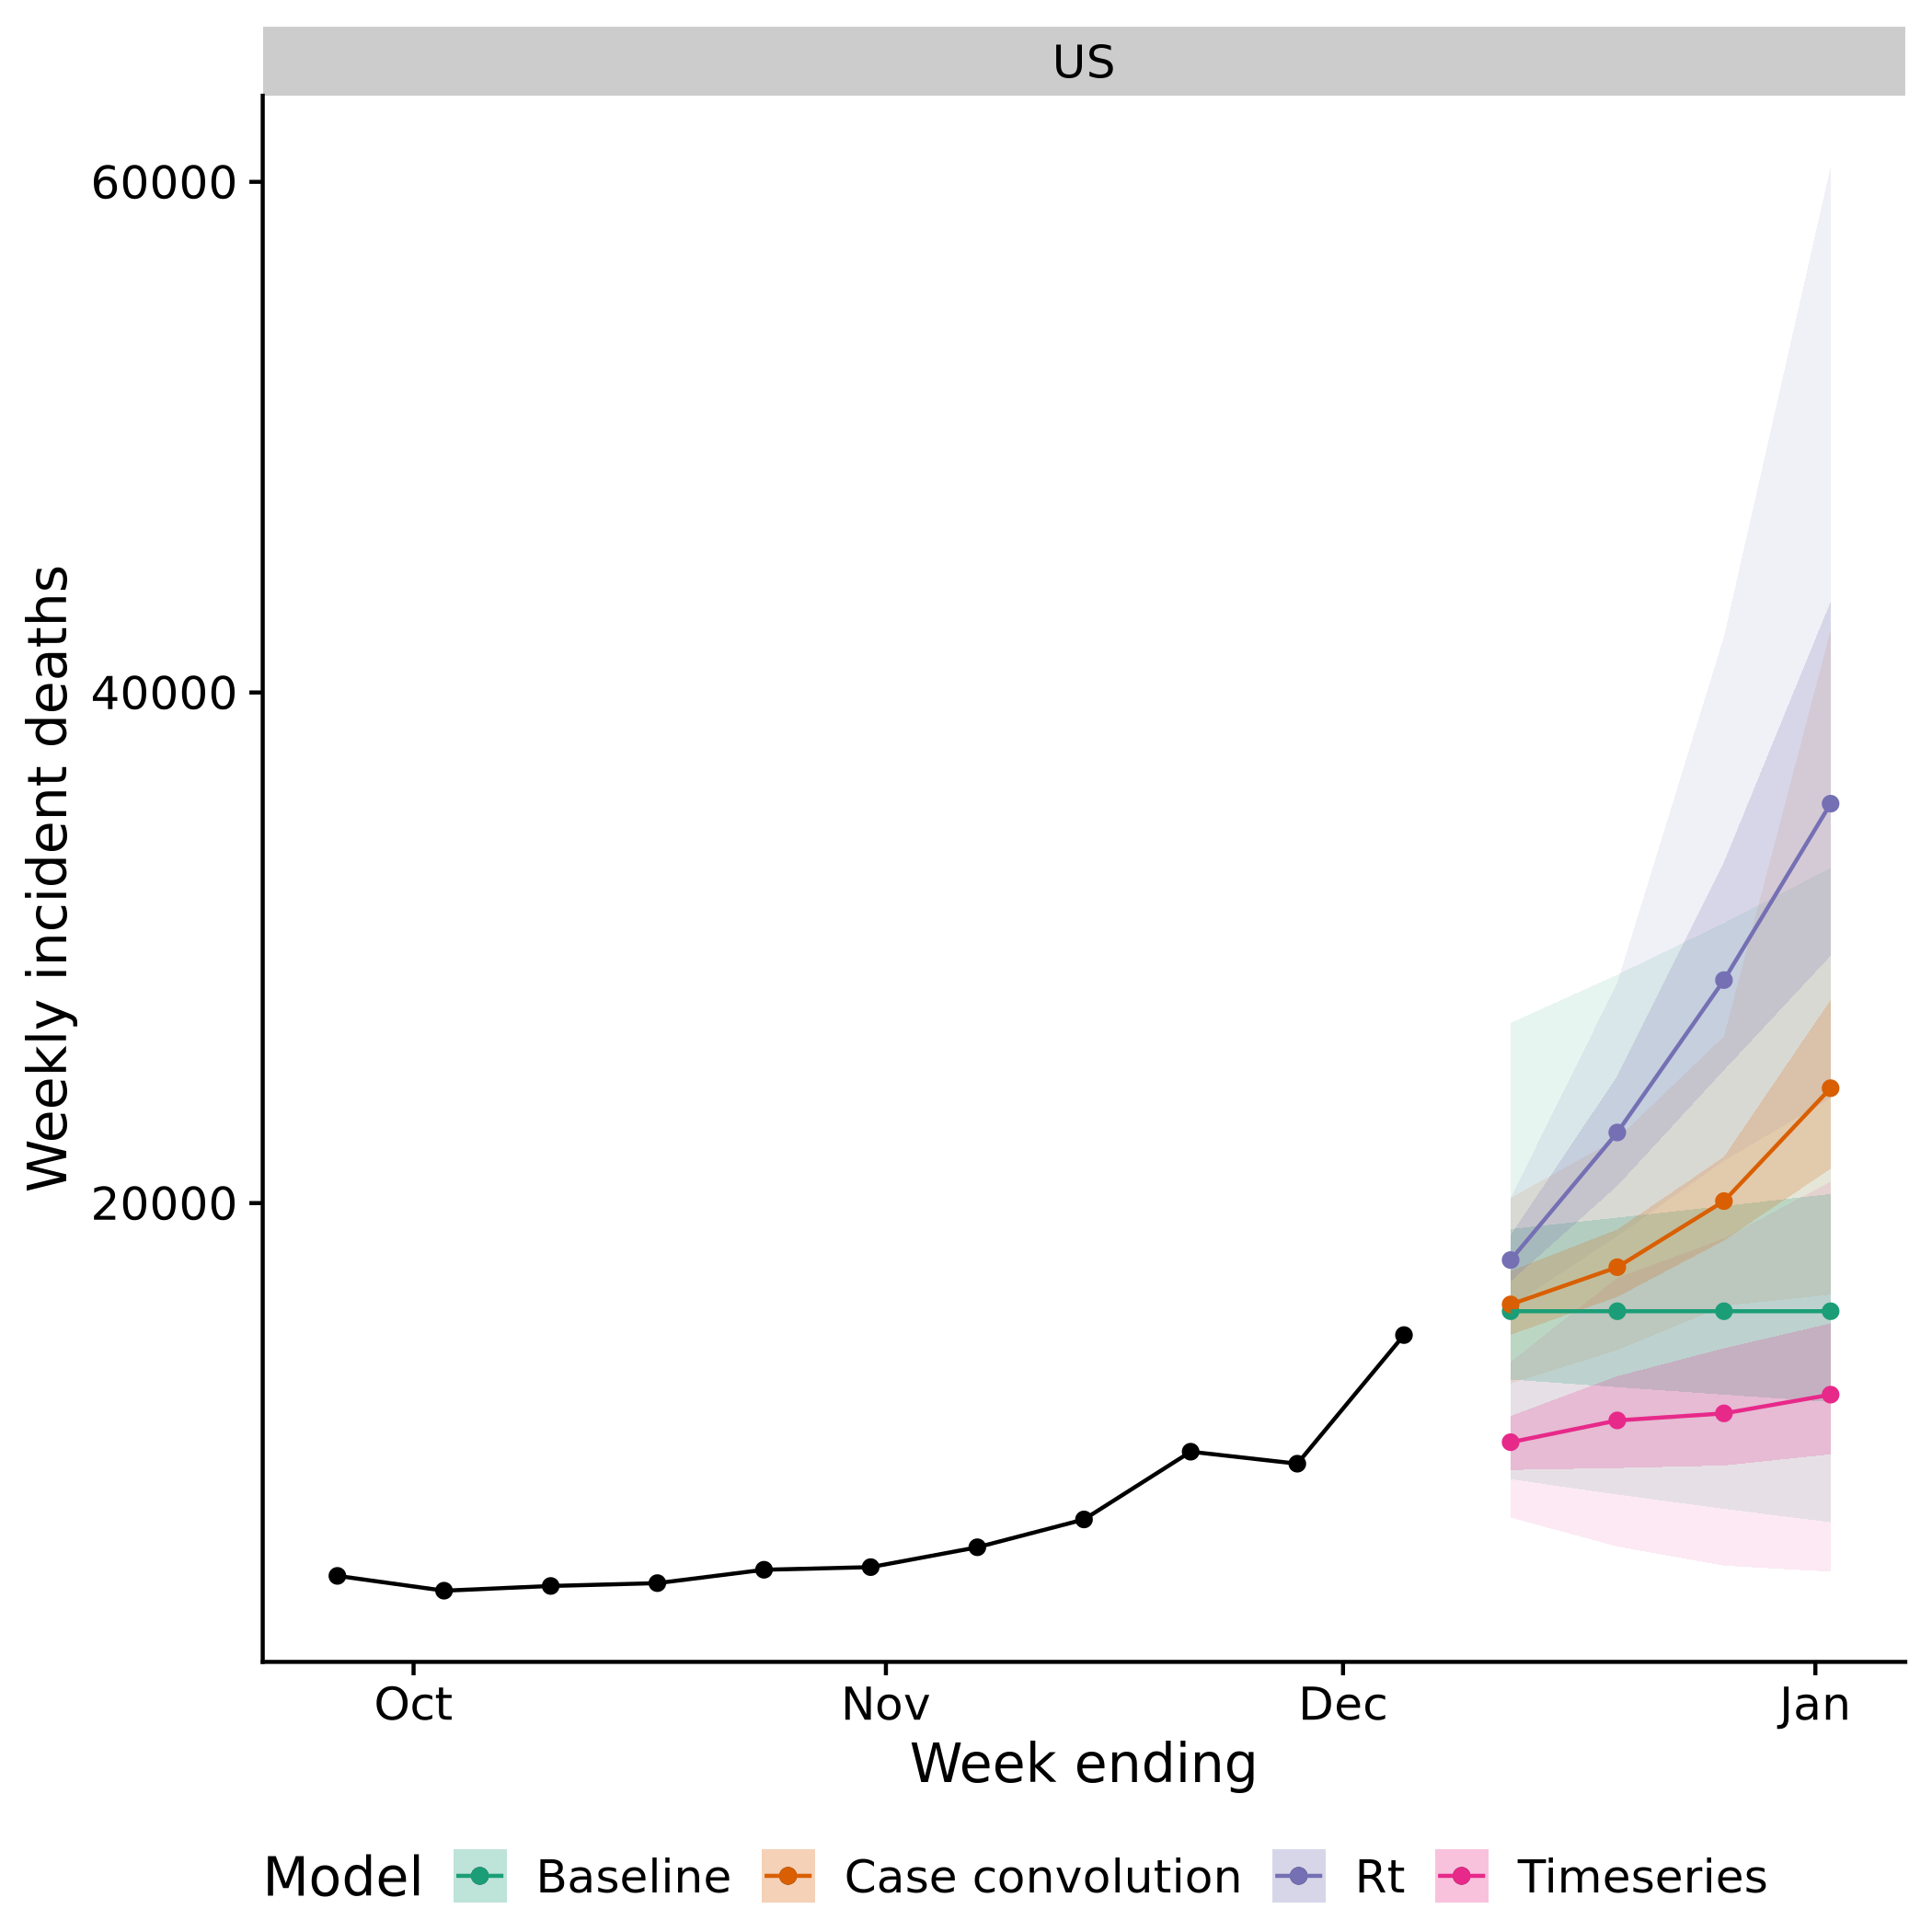 US
60000
40000
20000
Weekly incident deaths
Oct Nov Dec Jan
Week ending
Model Baseline Case convolution Rt Timeseries